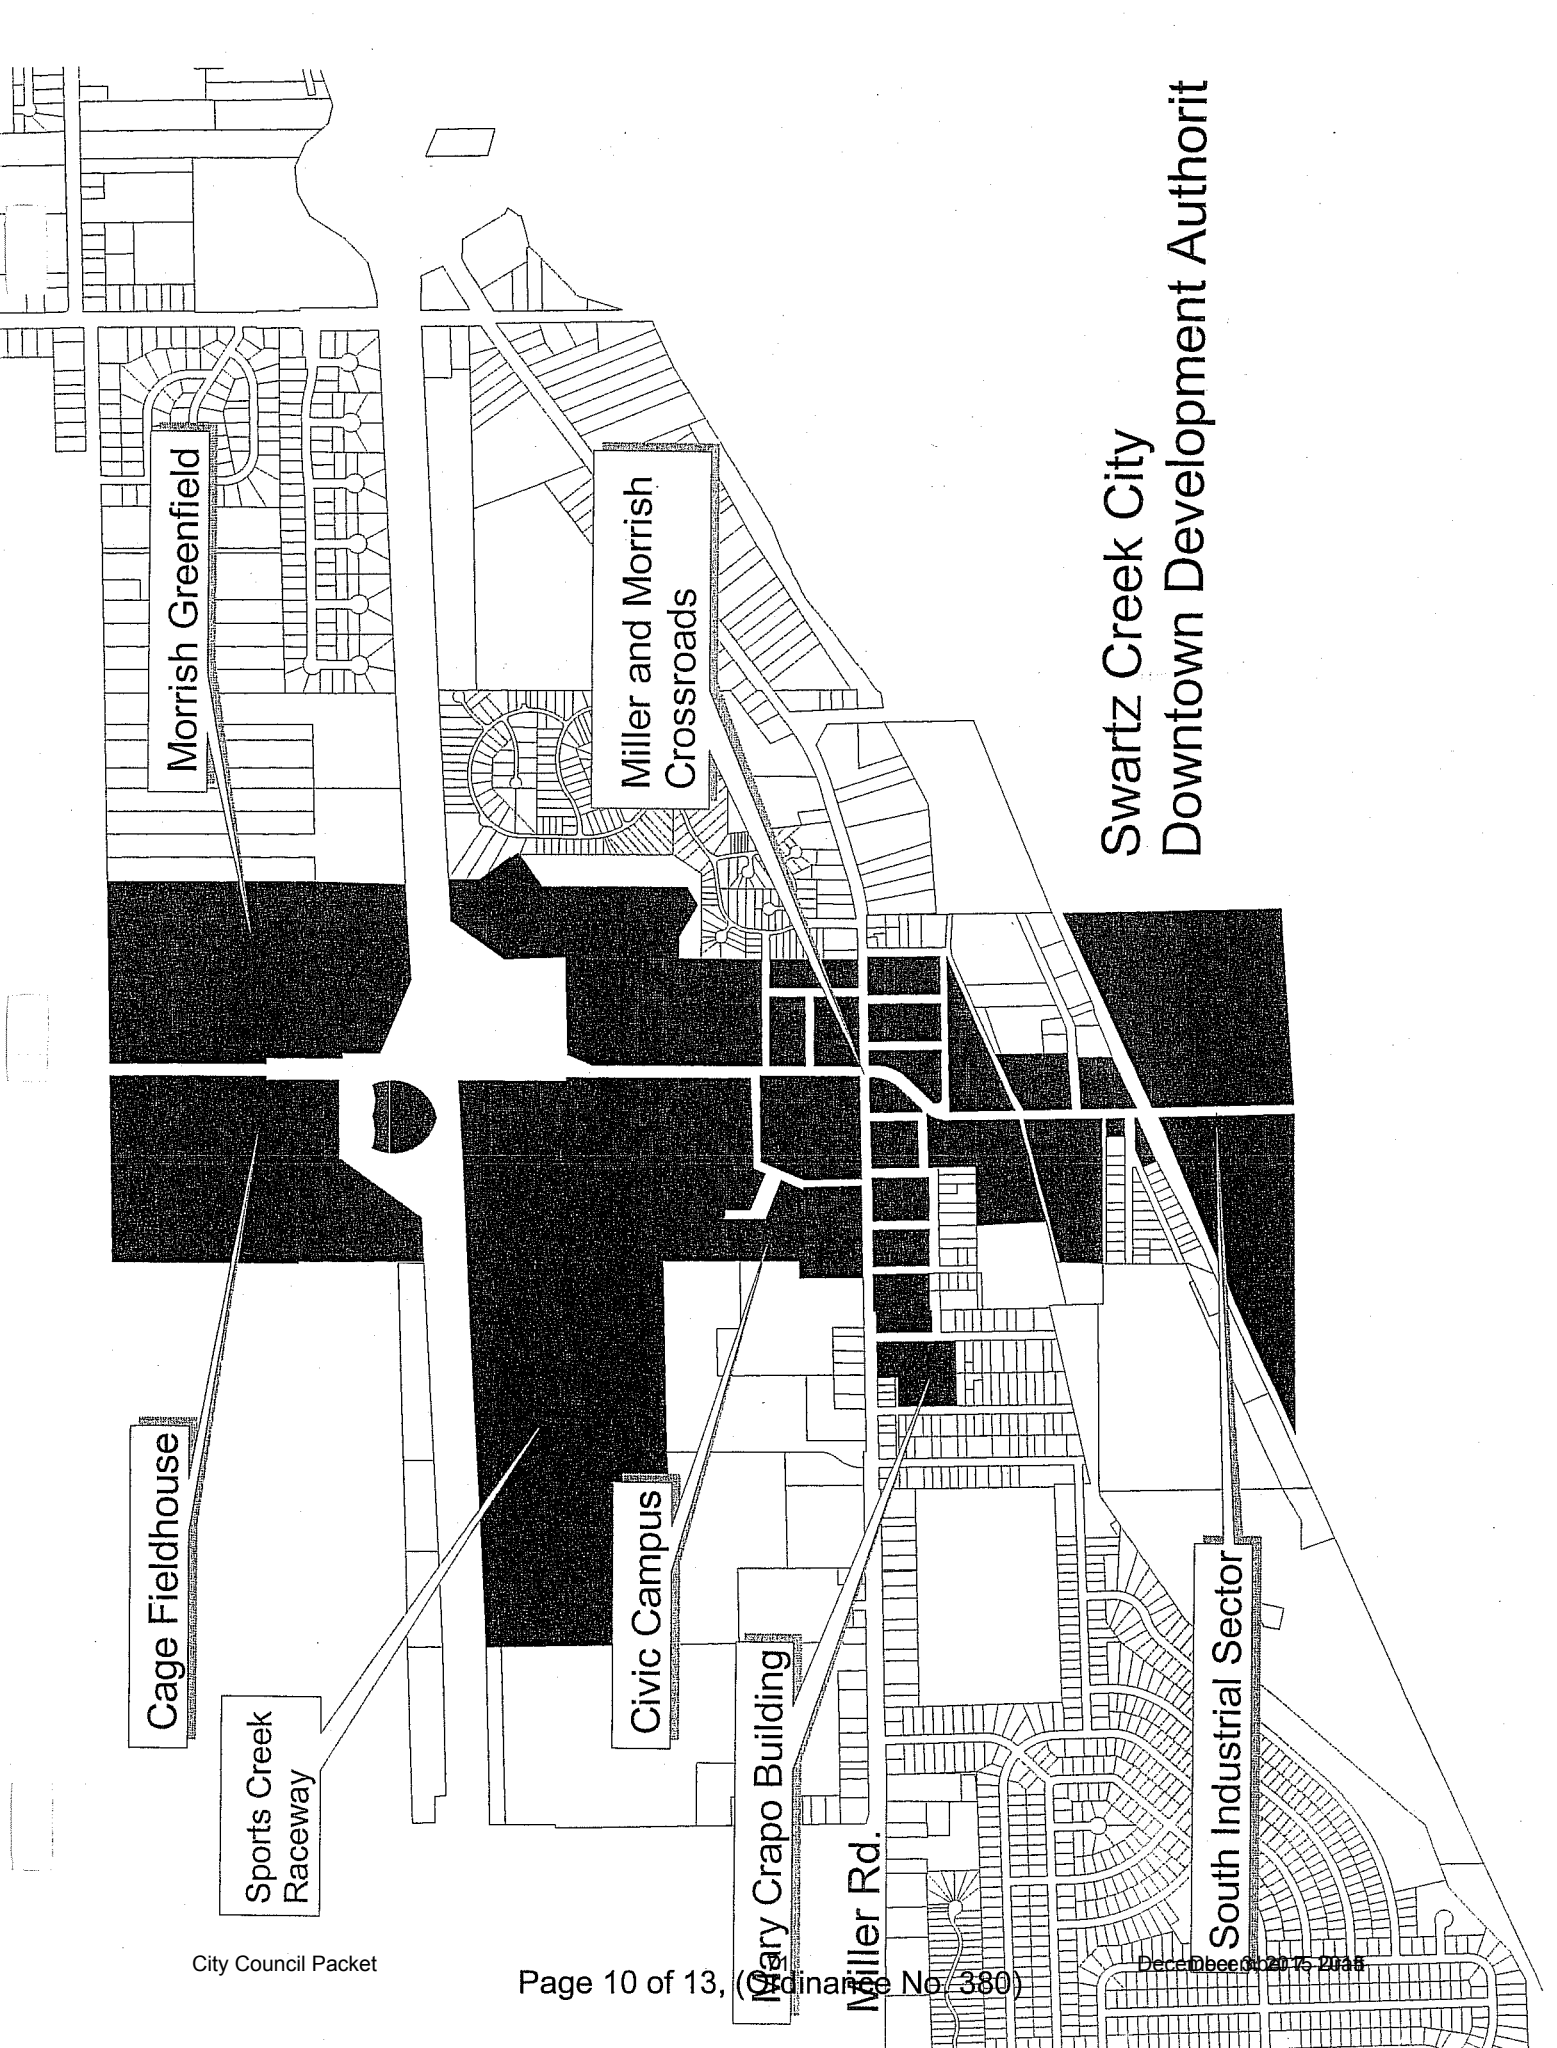 Swartz Creek City
Downtown Development Authorit
Morrish Greenfield
Miller and Morrish
Crossroads
Cage Fieldhouse
Sports Creek
Raceway
Civic Campus
Mary Crapo Building
Miller Rd.
South Industrial Sector
City Council Packet
Page 10 of 13, (Ordinance No. 380)